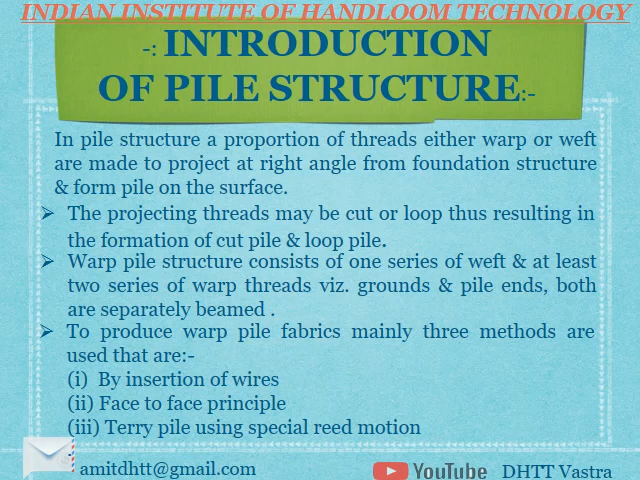 INDIAN INSTITUTE OF HANDLOOM TECHNOLOGY
-: INTRODUCTION
OF PILE STRUCTURE:-
In pile structure a proportion of threads either warp or weft
are made to project at right angle from foundation structure
& form pile on the surface.
➢ The projecting threads may be cut or loop thus resulting in
the formation of cut pile & loop pile.
➢ Warp pile structure consists of one series of weft & at least
two series of warp threads viz. grounds & pile ends, both
are separately beamed .
➢ To produce warp pile fabrics mainly three methods are
used that are:-
(i) By insertion of wires
(ii) Face to face principle
(iii) Terry pile using special reed motion
amitdhtt@gmail.com
YouTube DHTT Vastra